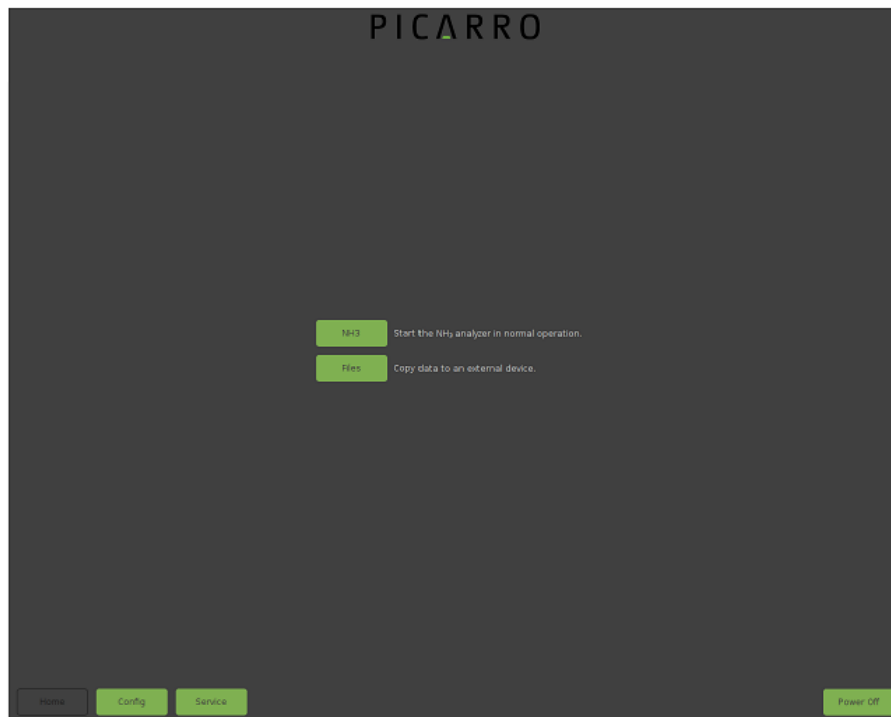 PICARRO
NH3 Start the NH₃ analyzer in normal operation.
Files Copy data to an external device.
Home Config Service Power Off